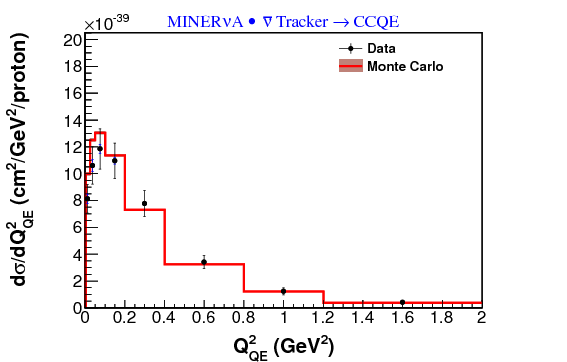 ×10⁻³⁹ MINERνA • ∇̄ Tracker → CCQE
Data
Monte Carlo
dσ/dQ²_QE (cm²/GeV²/proton)
20
18
16
14
12
10
8
6
4
2
0
0 0.2 0.4 0.6 0.8 1 1.2 1.4 1.6 1.8 2
Q²_QE (GeV²)